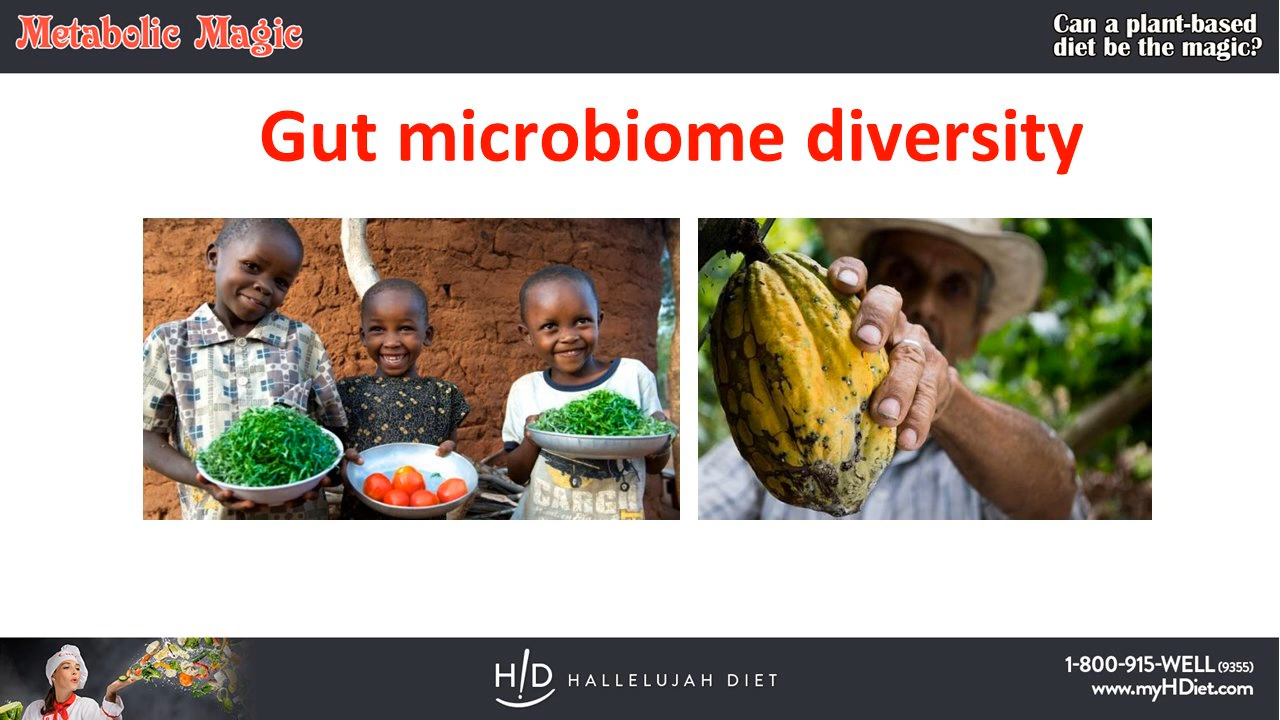 Metabolic Magic
Can a plant-based
diet be the magic?
Gut microbiome diversity
CARGO
H!D HALLELUJAH DIET
1-800-915-WELL (9355)
www.myHDiet.com